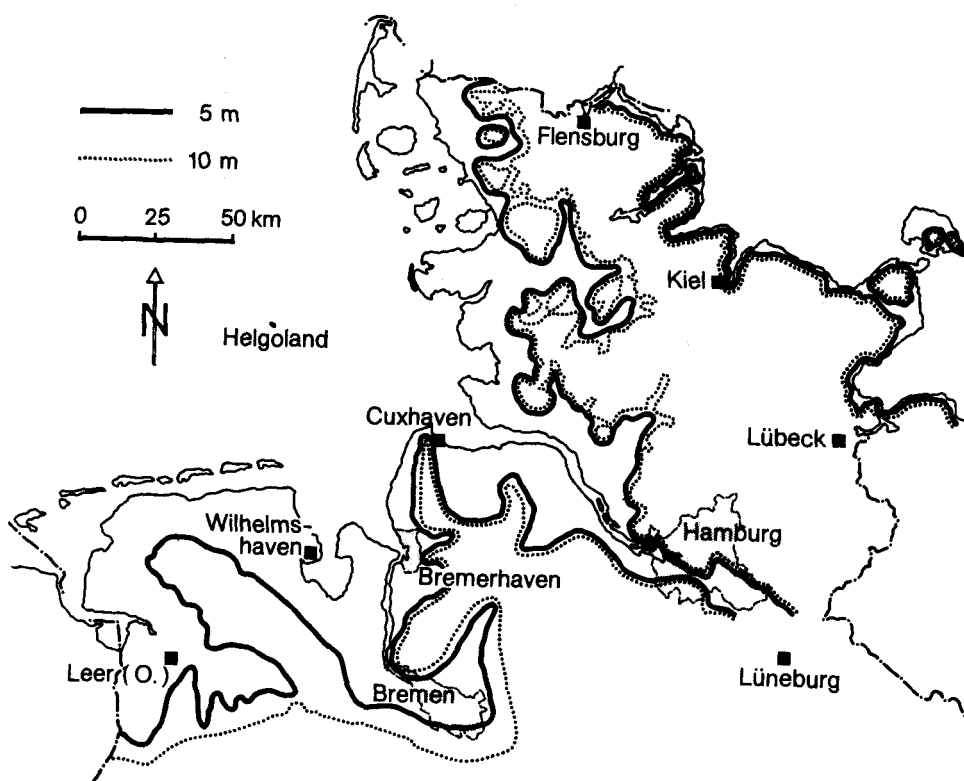 5 m
10 m
0 25 50 km
N
Flensburg
Kiel
Helgoland
Cuxhaven
Lübeck
Wilhelms-
haven
Hamburg
Bremerhaven
Leer (O.)
Bremen
Lüneburg